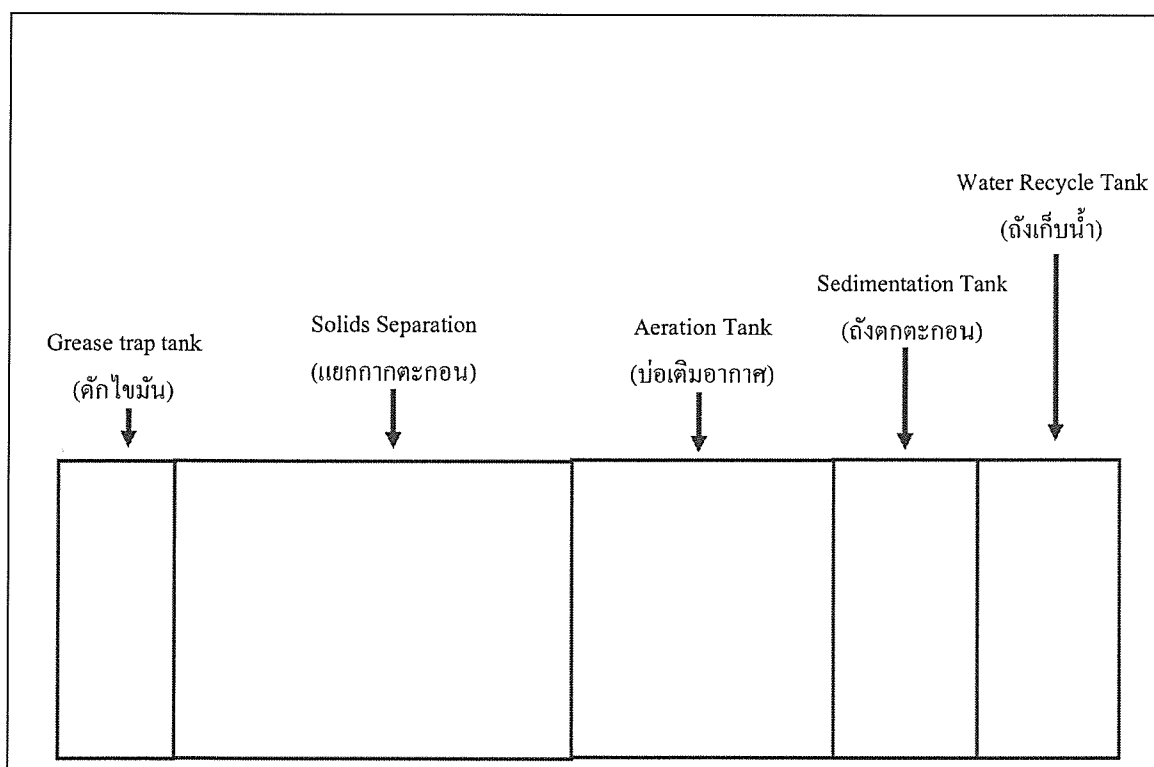 Water Recycle Tank
(ถังเก็บน้ำ)
Sedimentation Tank
(ถังตกตะกอน)
Solids Separation
(แยกกากตะกอน)
Aeration Tank
(บ่อเติมอากาศ)
Grease trap tank
(ดักไขมัน)